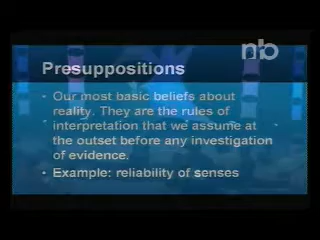 nb
Presuppositions
• Our most basic beliefs about
reality. They are the rules of
interpretation that we assume at
the outset before any investigation
of evidence.
• Example: reliability of senses